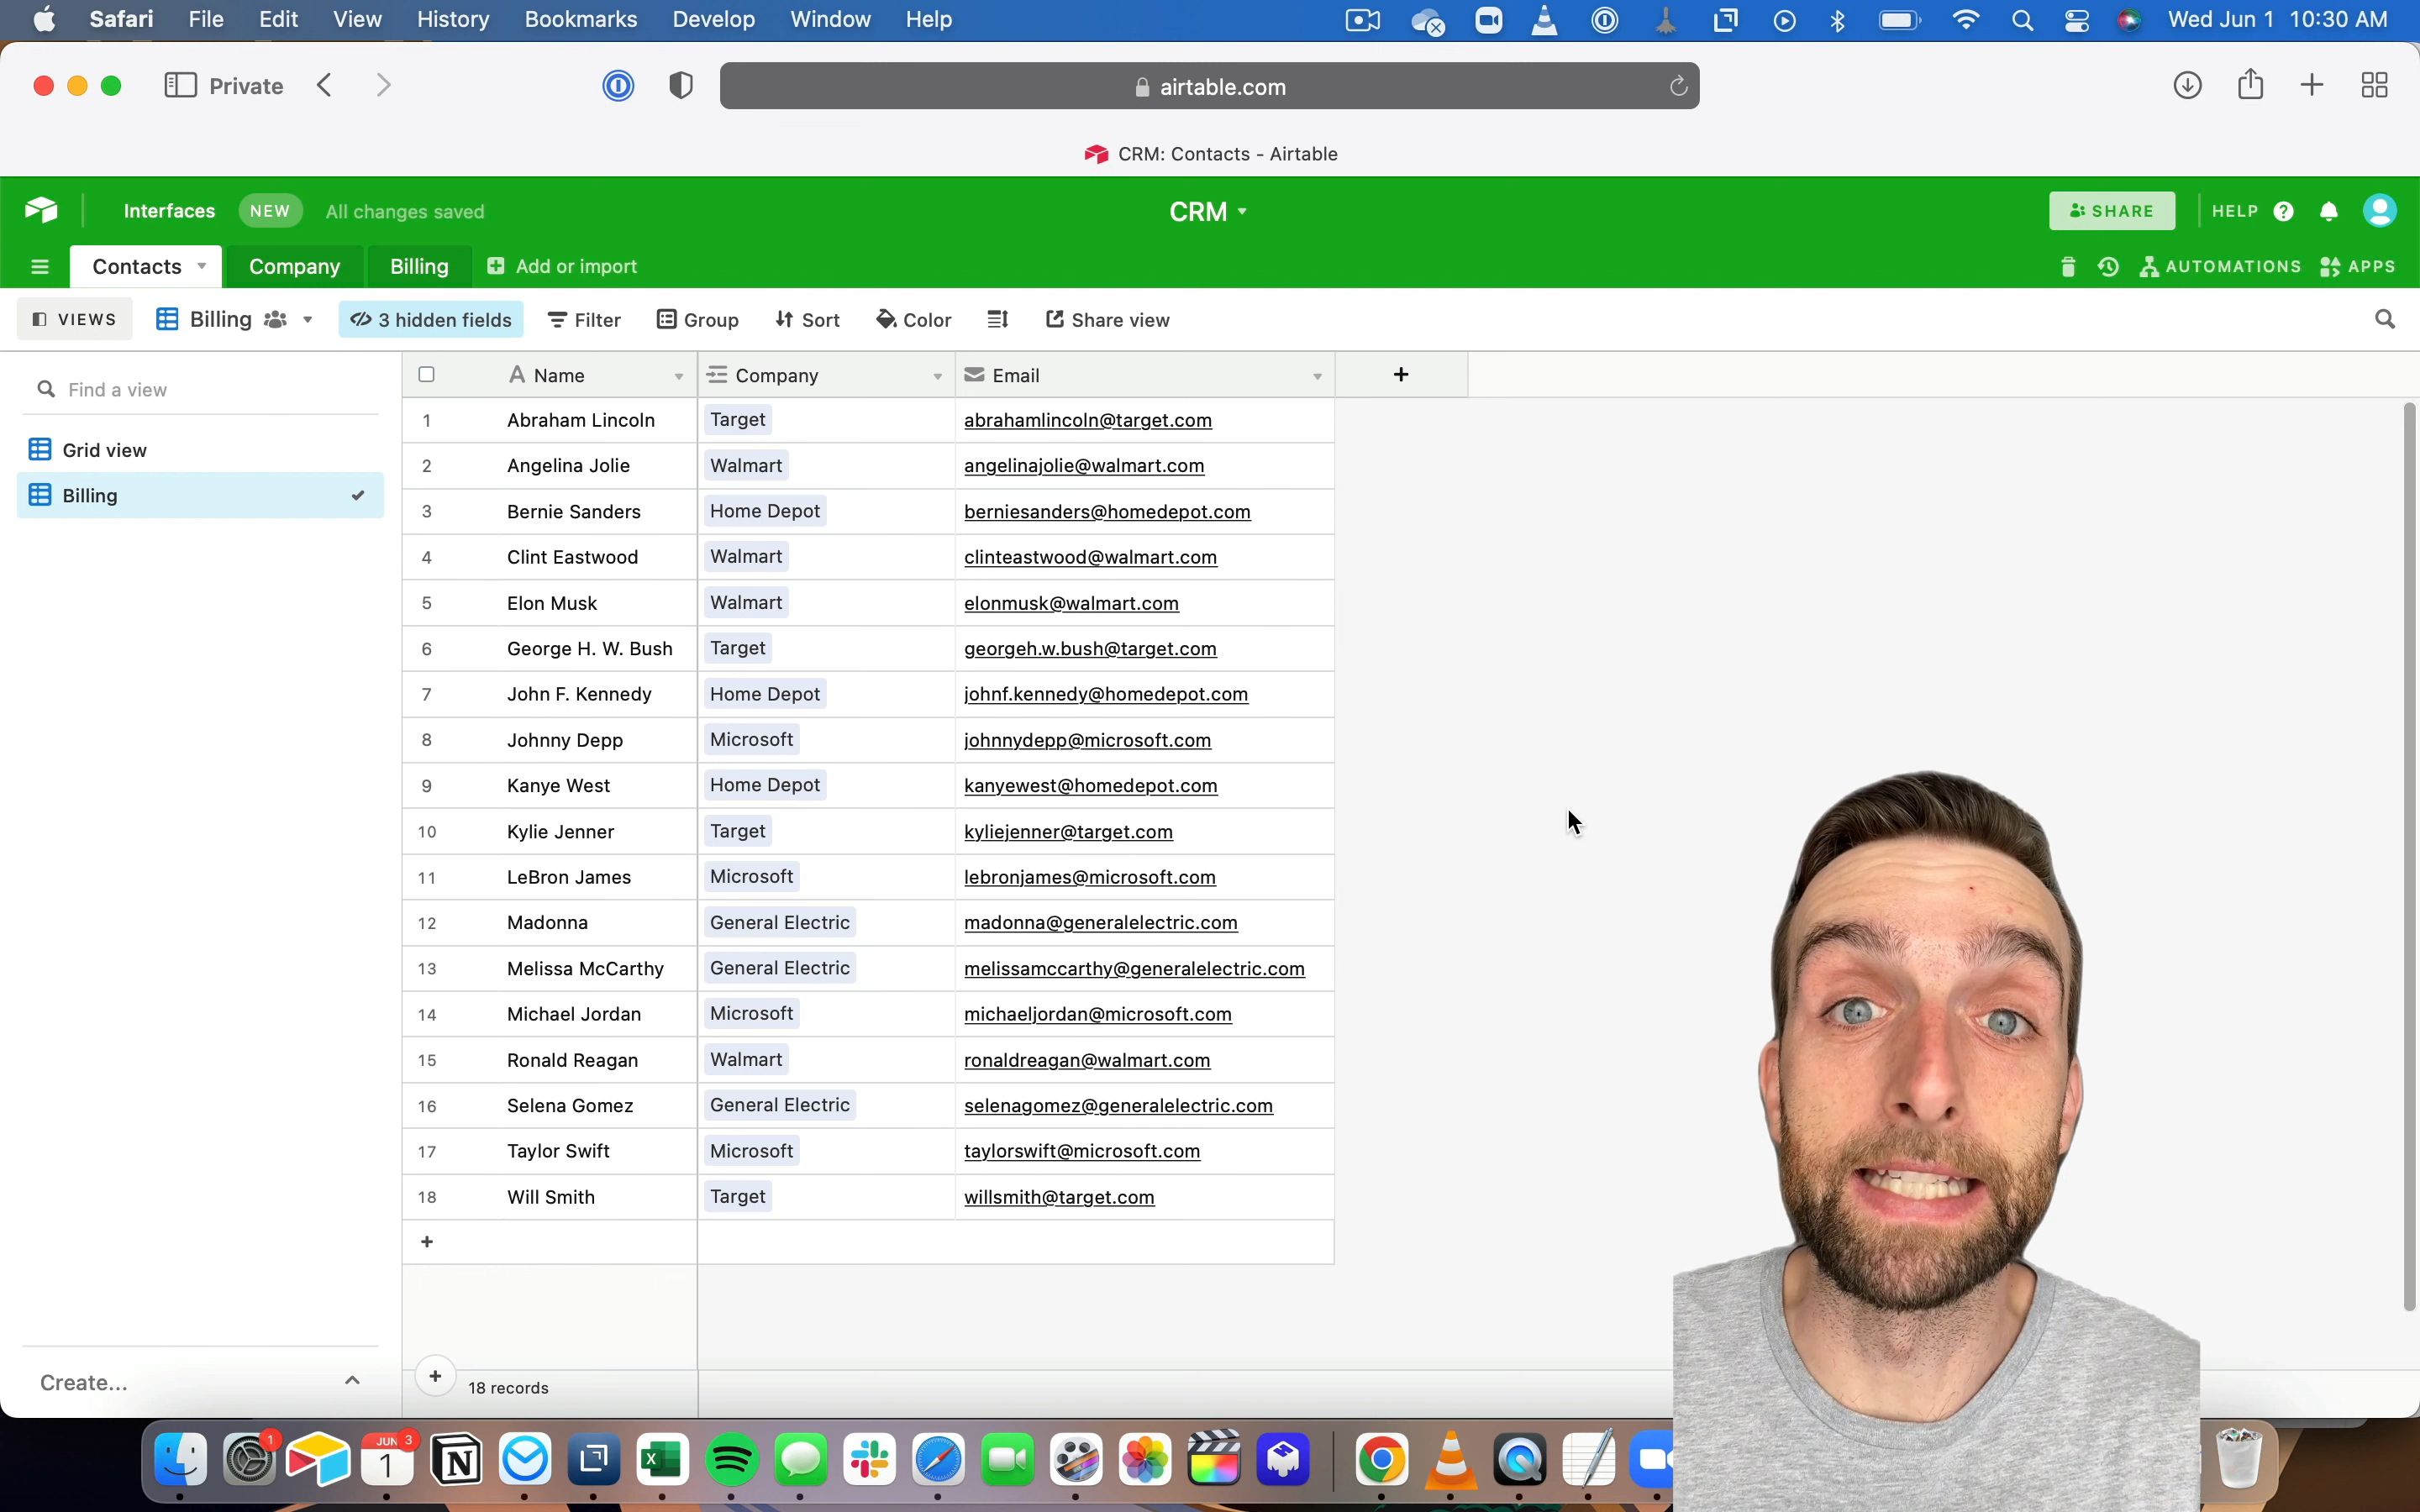 Safari File Edit View History Bookmarks Develop Window Help Wed Jun 1 10:30 AM
Private airtable.com
CRM: Contacts - Airtable
Interfaces NEW All changes saved CRM SHARE HELP ?
Contacts Company Billing Add or import AUTOMATIONS APPS
VIEWS Billing 3 hidden fields Filter Group Sort Color Share view
Find a view
Grid view
Billing
Name Company Email +
1 Abraham Lincoln Target abrahamlincoln@target.com
2 Angelina Jolie Walmart angelinajolie@walmart.com
3 Bernie Sanders Home Depot berniesanders@homedepot.com
4 Clint Eastwood Walmart clinteastwood@walmart.com
5 Elon Musk Walmart elonmusk@walmart.com
6 George H. W. Bush Target georgeh.w.bush@target.com
7 John F. Kennedy Home Depot johnf.kennedy@homedepot.com
8 Johnny Depp Microsoft johnnydepp@microsoft.com
9 Kanye West Home Depot kanyewest@homedepot.com
10 Kylie Jenner Target kyliejenner@target.com
11 LeBron James Microsoft lebronjames@microsoft.com
12 Madonna General Electric madonna@generalelectric.com
13 Melissa McCarthy General Electric melissamccarthy@generalelectric.com
14 Michael Jordan Microsoft michaeljordan@microsoft.com
15 Ronald Reagan Walmart ronaldreagan@walmart.com
16 Selena Gomez General Electric selenagomez@generalelectric.com
17 Taylor Swift Microsoft taylorswift@microsoft.com
18 Will Smith Target willsmith@target.com
+
Create... + 18 records
1 JUN 3
1